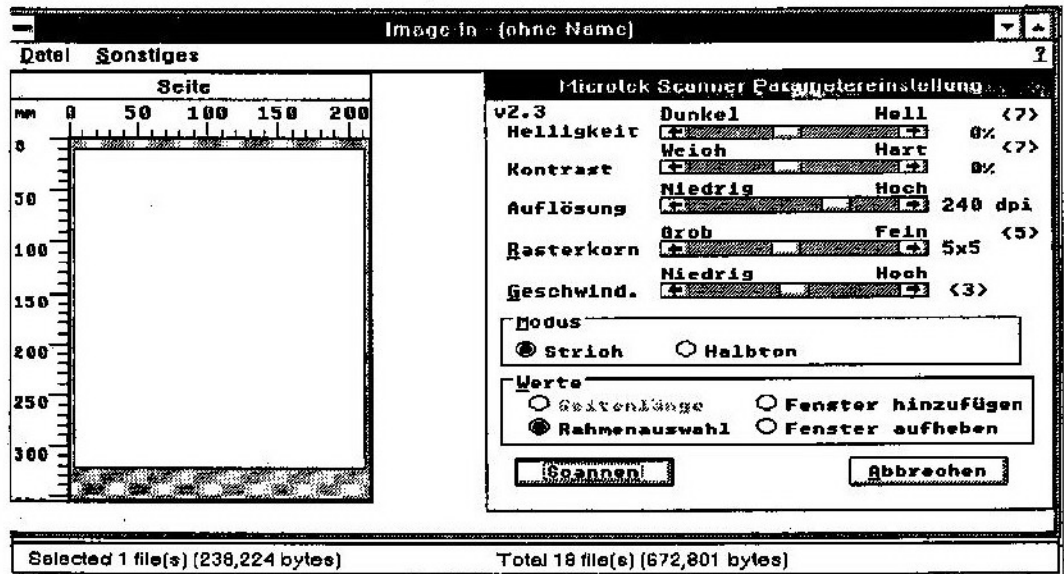 Image-In - (ohne Name)
Datei Sonstiges ?
Seite
mm 0 50 100 150 200
0
50
100
150
200
250
300
Microtek Scanner Parametereinstellung
v2.3 Dunkel Hell <7>
Helligkeit 0%
Weich Hart <7>
Kontrast 0%
Niedrig Hoch
Auflösung 240 dpi
Grob Fein <5>
Rasterkorn 5x5
Niedrig Hoch
Geschwind. <3>
Modus
Strich Halbton
Werte
Seitenlänge Fenster hinzufügen
Rahmenauswahl Fenster aufheben
Scannen Abbrechen
Selected 1 file(s) (238,224 bytes) Total 18 file(s) (672,801 bytes)